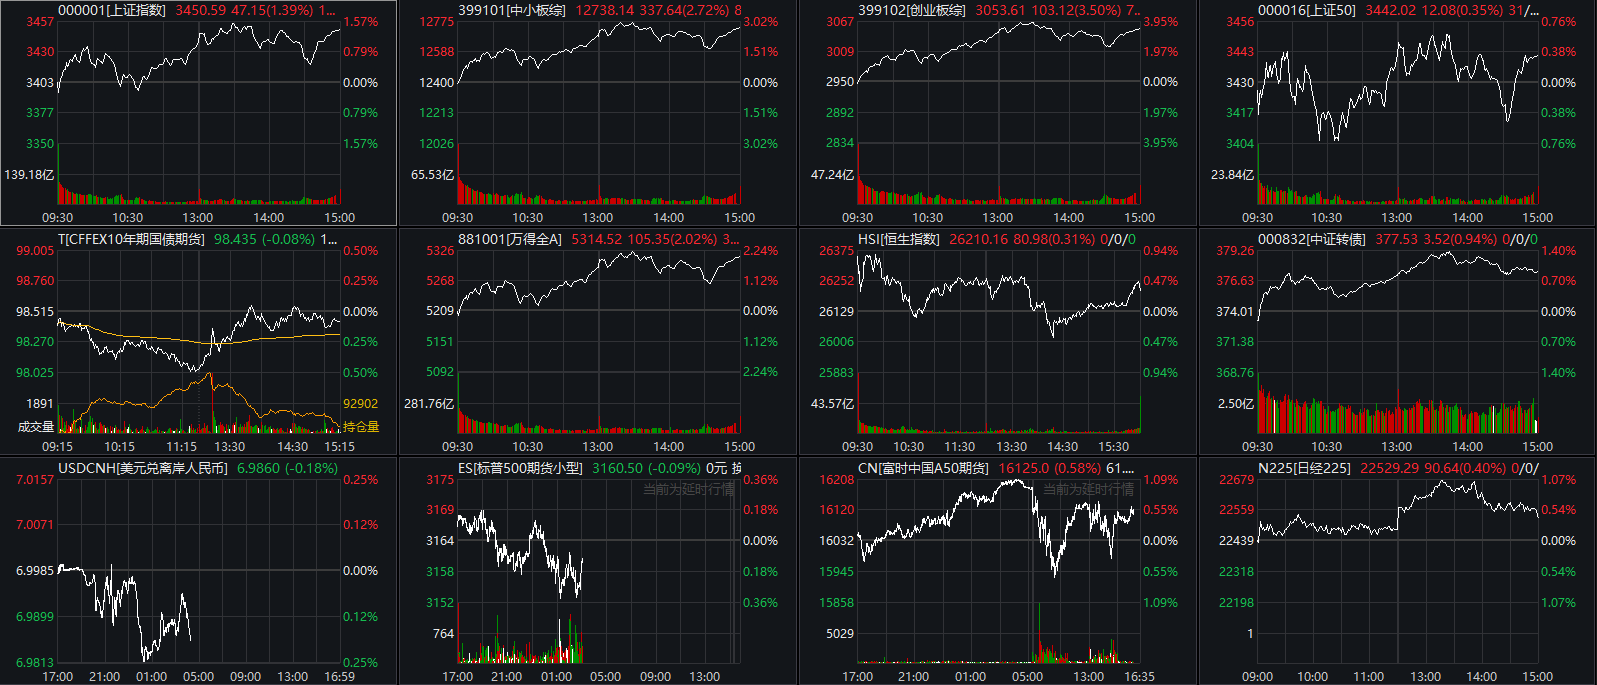 000001[上证指数] 3450.59 47.15(1.39%) 1...
3457 1.57%
3430 0.79%
3403 0.00%
3377 0.79%
3350 1.57%
139.18亿
09:30 10:30 13:00 14:00 15:00
399101[中小板综] 12738.14 337.64(2.72%) 8
12775 3.02%
12588 1.51%
12400 0.00%
12213 1.51%
12026 3.02%
65.53亿
09:30 10:30 13:00 14:00 15:00
399102[创业板综] 3053.61 103.12(3.50%) 7..
3067 3.95%
3009 1.97%
2950 0.00%
2892 1.97%
2834 3.95%
47.24亿
09:30 10:30 13:00 14:00 15:00
000016[上证50] 3442.02 12.08(0.35%) 31/...
3456 0.76%
3443 0.38%
3430 0.00%
3417 0.38%
3404 0.76%
23.84亿
09:30 10:30 13:00 14:00 15:00
T[CFFEX10年期国债期货] 98.435 (-0.08%) 1...
99.005 0.50%
98.760 0.25%
98.515 0.00%
98.270 0.25%
98.025 0.50%
1891 92902
成交量 持仓量
09:15 10:15 11:15 13:30 14:30 15:15
881001[万得全A] 5314.52 105.35(2.02%) 3...
5326 2.24%
5268 1.12%
5209 0.00%
5151 1.12%
5092 2.24%
281.76亿
09:30 10:30 13:00 14:00 15:00
HSI[恒生指数] 26210.16 80.98(0.31%) 0/0/0
26375 0.94%
26252 0.47%
26129 0.00%
26006 0.47%
25883 0.94%
43.57亿
09:30 10:30 11:30 13:30 14:30 15:30
000832[中证转债] 377.53 3.52(0.94%) 0/0/0
379.26 1.40%
376.63 0.70%
374.01 0.00%
371.38 0.70%
368.76 1.40%
2.50亿
09:30 10:30 13:00 14:00 15:00
USDCNH[美元兑离岸人民币] 6.9860 (-0.18%)
7.0157 0.25%
7.0071 0.12%
6.9985 0.00%
6.9899 0.12%
6.9813 0.25%
17:00 21:00 01:00 05:00 09:00 13:00 16:59
ES[标普500期货小型] 3160.50 (-0.09%) 0元
当前为延时行情
3175 0.36%
3169 0.18%
3164 0.00%
3158 0.18%
3152 0.36%
764
17:00 21:00 01:00 05:00 09:00 13:00
CN[富时中国A50期货] 16125.0 (0.58%) 61....
当前为延时行情
16208 1.09%
16120 0.55%
16032 0.00%
15945 0.55%
15858 1.09%
5029
17:00 21:00 01:00 05:00 13:00 16:35
N225[日经225] 22529.29 90.64(0.40%) 0/0/
22679 1.07%
22559 0.54%
22439 0.00%
22318 0.54%
22198 1.07%
1
09:00 10:00 13:00 14:00 15:00